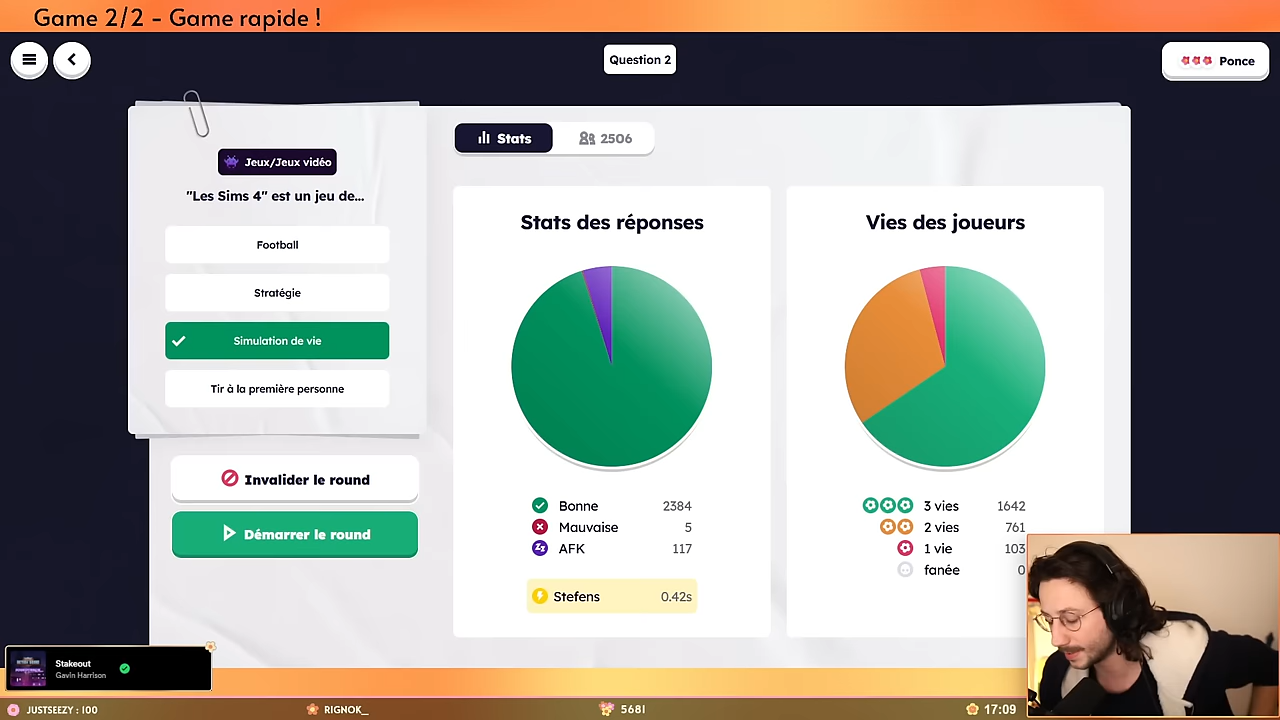 Game 2/2 - Game rapide !
Question 2
Ponce
Jeux/Jeux vidéo
"Les Sims 4" est un jeu de...
Football
Stratégie
Simulation de vie
Tir à la première personne
Invalider le round
Démarrer le round
Stats
2506
Stats des réponses
Bonne 2384
Mauvaise 5
AFK 117
Stefens 0.42s
Vies des joueurs
3 vies 1642
2 vies 761
1 vie 103
fanée 0
Stakeout
Gavin Harrison
JUSTSEEZY : 100
RIGNOK_
5681
17:09